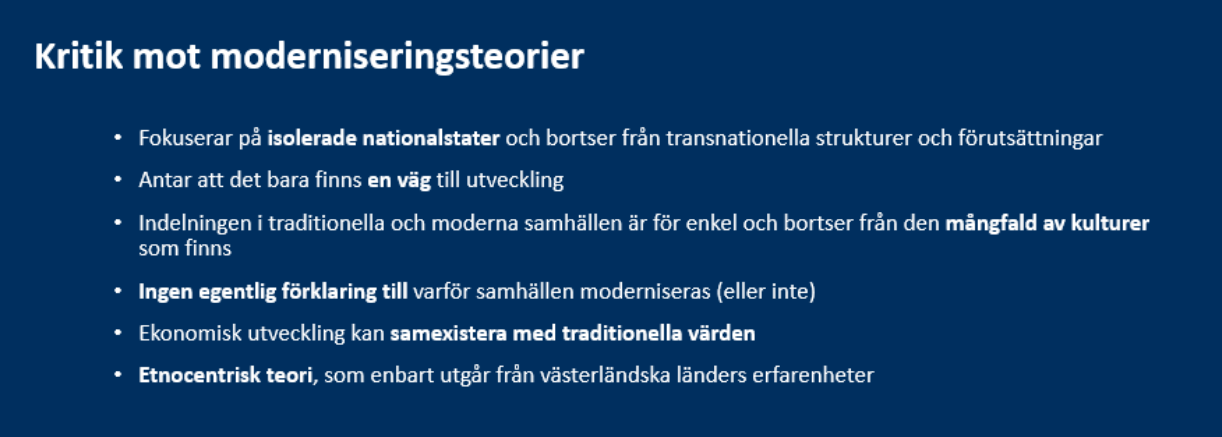 Kritik mot moderniseringsteorier
• Fokuserar på isolerade nationalstater och bortser från transnationella strukturer och förutsättningar
• Antar att det bara finns en väg till utveckling
• Indelningen i traditionella och moderna samhällen är för enkel och bortser från den mångfald av kulturer
som finns
• Ingen egentlig förklaring till varför samhällen moderniseras (eller inte)
• Ekonomisk utveckling kan samexistera med traditionella värden
• Etnocentrisk teori, som enbart utgår från västerländska länders erfarenheter